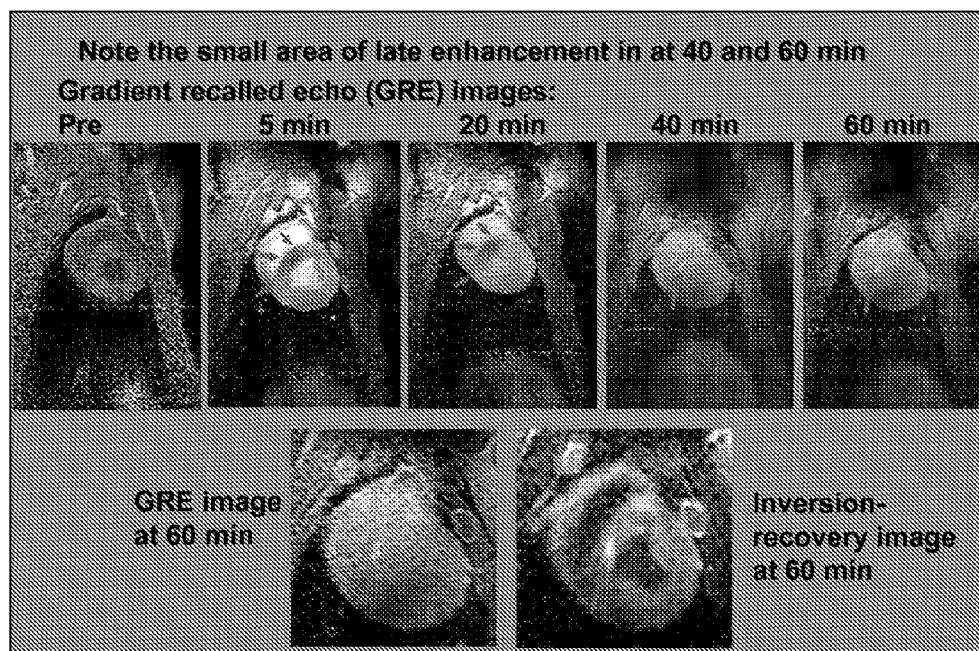 Note the small area of late enhancement in at 40 and 60 min
Gradient recalled echo (GRE) images:
Pre 5 min 20 min 40 min 60 min
GRE image
at 60 min
Inversion-
recovery image
at 60 min